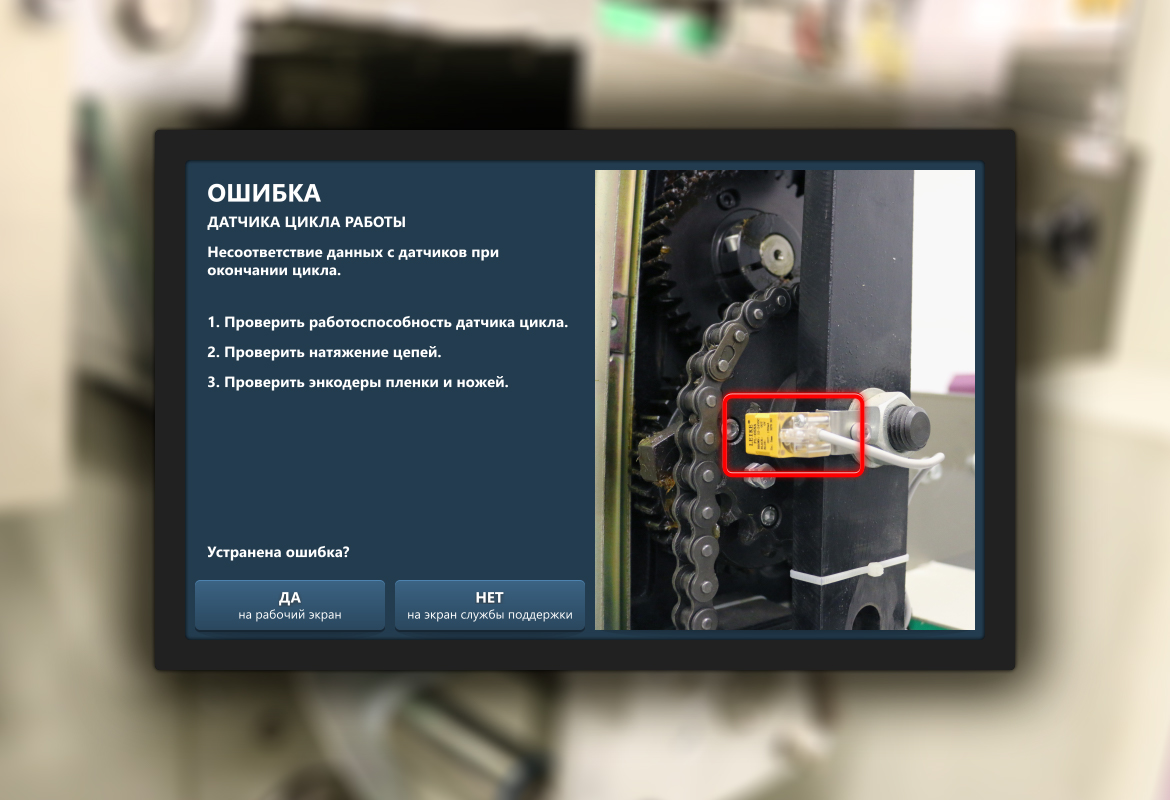 ОШИБКА
ДАТЧИКА ЦИКЛА РАБОТЫ
Несоответствие данных с датчиков при
окончании цикла.
1. Проверить работоспособность датчика цикла.
2. Проверить натяжение цепей.
3. Проверить энкодеры пленки и ножей.
Устранена ошибка?
ДА
на рабочий экран
НЕТ
на экран службы поддержки